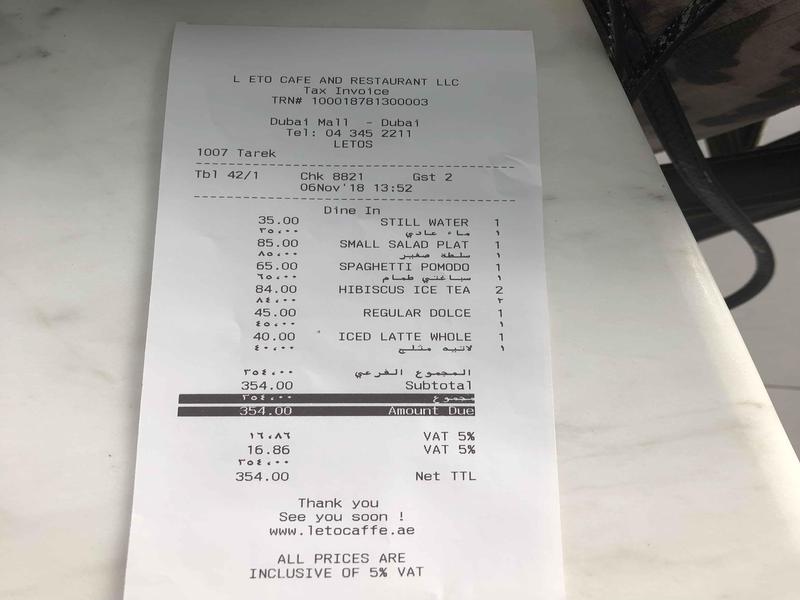 L ETO CAFE AND RESTAURANT LLC
Tax Invoice
TRN# 100018781300003
Dubai Mall - Dubai
Tel: 04 345 2211
LETOS
1007 Tarek
Tbl 42/1 Chk 8821 Gst 2
06Nov'18 13:52
Dine In
35.00 STILL WATER 1
٣٥،٠٠ ماء عادي ١
85.00 SMALL SALAD PLAT 1
٨٥،٠٠ سلطة صغير ١
65.00 SPAGHETTI POMODO 1
٦٥،٠٠ سباغتي طمام ١
84.00 HIBISCUS ICE TEA 2
٨٤،٠٠ ٢
45.00 REGULAR DOLCE 1
٤٥،٠٠ ١
40.00 ICED LATTE WHOLE 1
٤٠،٠٠ لاتيه مثلي ١
٣٥٤،٠٠ المجموع الفرعي
354.00 Subtotal
٣٥٤،٠٠ مجموع
354.00 Amount Due
١٦،٨٦ VAT 5%
16.86 VAT 5%
٣٥٤،٠٠
354.00 Net TTL
Thank you
See you soon !
www.letocaffe.ae
ALL PRICES ARE
INCLUSIVE OF 5% VAT